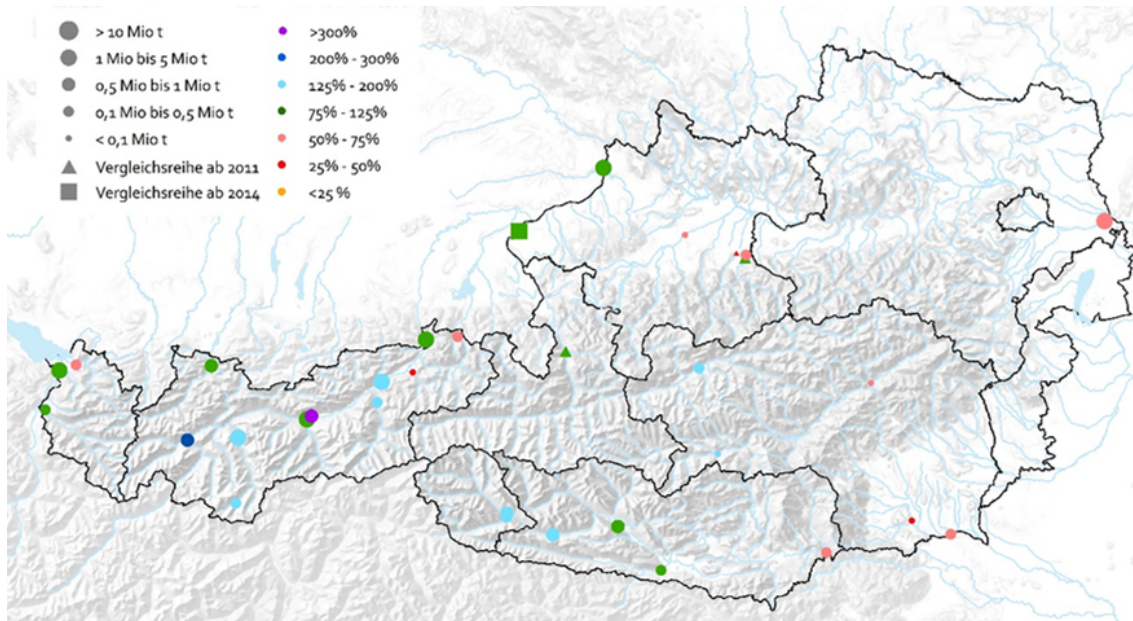 > 10 Mio t
1 Mio bis 5 Mio t
0,5 Mio bis 1 Mio t
0,1 Mio bis 0,5 Mio t
< 0,1 Mio t
Vergleichsreihe ab 2011
Vergleichsreihe ab 2014
>300%
200% - 300%
125% - 200%
75% - 125%
50% - 75%
25% - 50%
<25 %